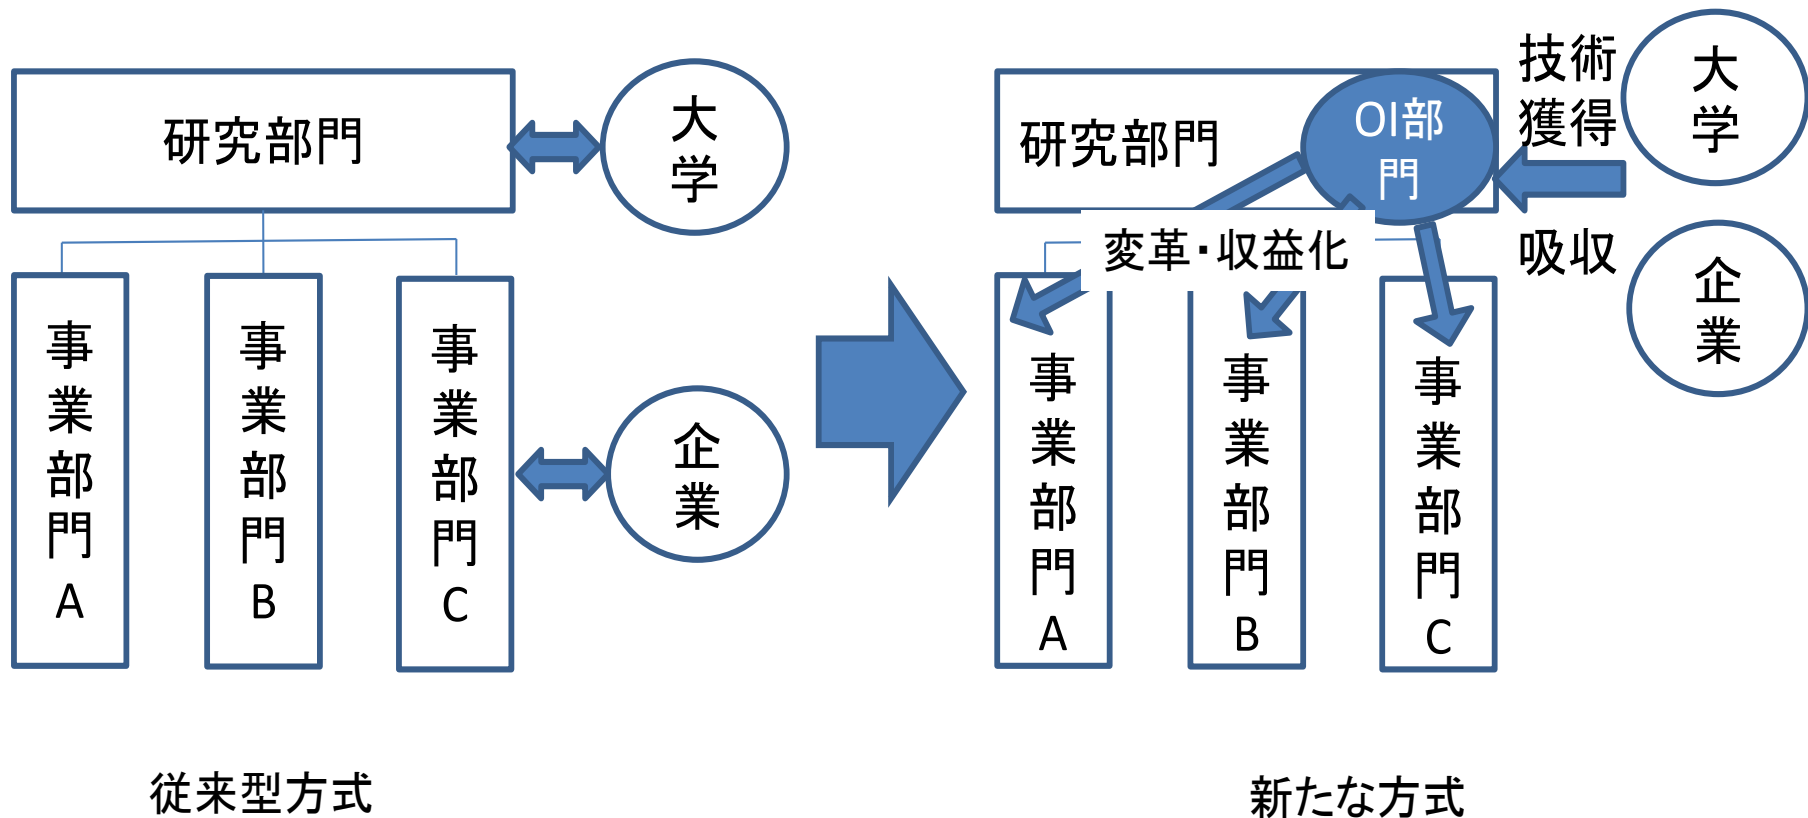 研究部門
大
学
事
業
部
門
A
事
業
部
門
B
事
業
部
門
C
企
業
従来型方式
研究部門
OI部
門
技術
獲得
大
学
変革・収益化
吸収
企
業
事
業
部
門
A
事
業
部
門
B
事
業
部
門
C
新たな方式